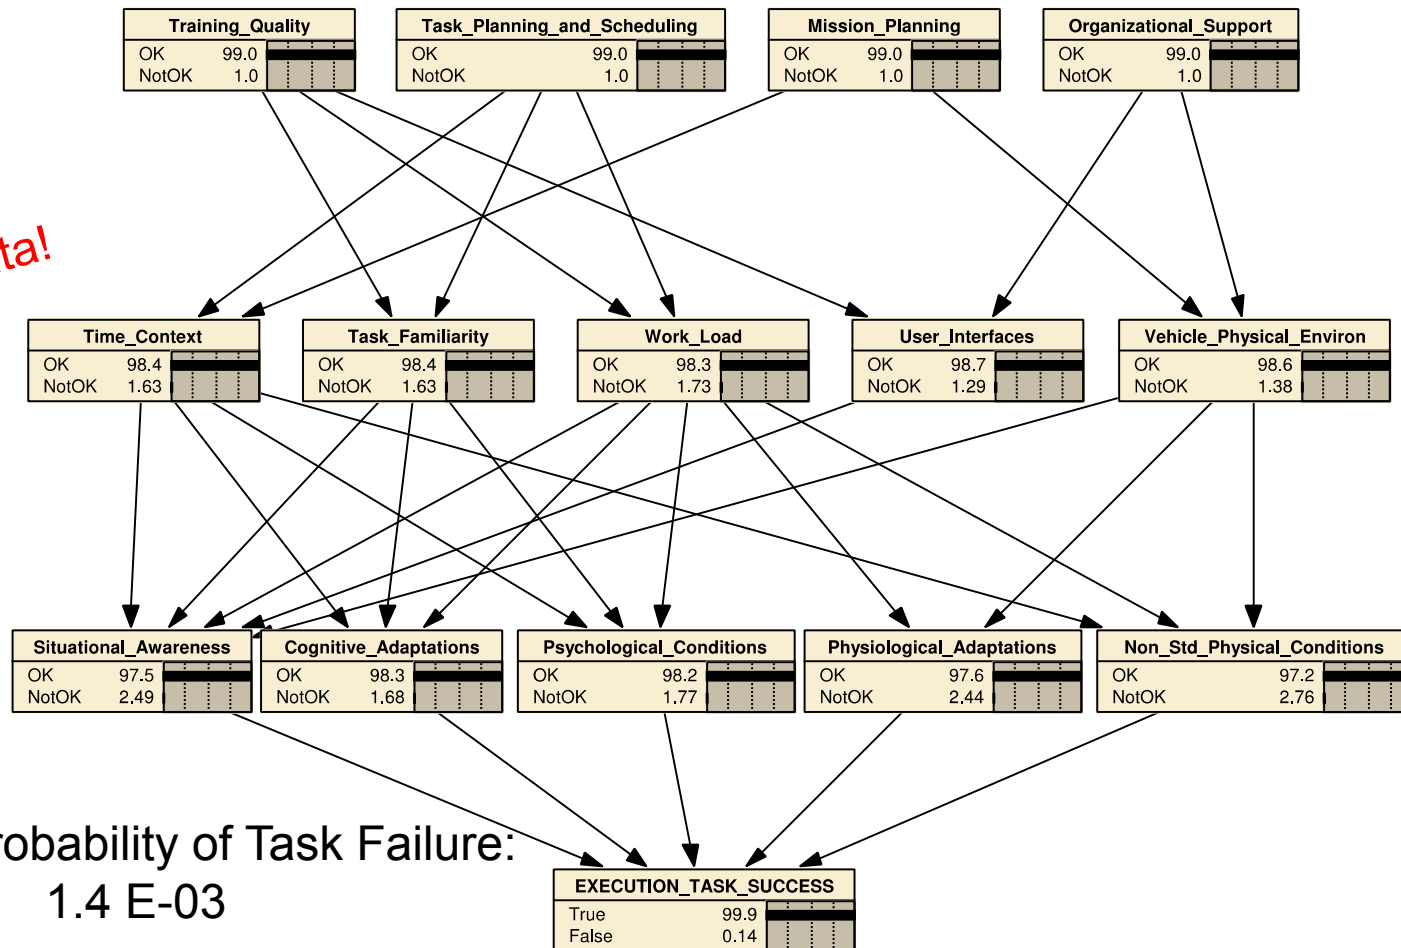 Training_Quality
OK 99.0
NotOK 1.0
Task_Planning_and_Scheduling
OK 99.0
NotOK 1.0
Mission_Planning
OK 99.0
NotOK 1.0
Organizational_Support
OK 99.0
NotOK 1.0
ta!
Time_Context
OK 98.4
NotOK 1.63
Task_Familiarity
OK 98.4
NotOK 1.63
Work_Load
OK 98.3
NotOK 1.73
User_Interfaces
OK 98.7
NotOK 1.29
Vehicle_Physical_Environ
OK 98.6
NotOK 1.38
Situational_Awareness
OK 97.5
NotOK 2.49
Cognitive_Adaptations
OK 98.3
NotOK 1.68
Psychological_Conditions
OK 98.2
NotOK 1.77
Physiological_Adaptations
OK 97.6
NotOK 2.44
Non_Std_Physical_Conditions
OK 97.2
NotOK 2.76
robability of Task Failure:
1.4 E-03
EXECUTION_TASK_SUCCESS
True 99.9
False 0.14